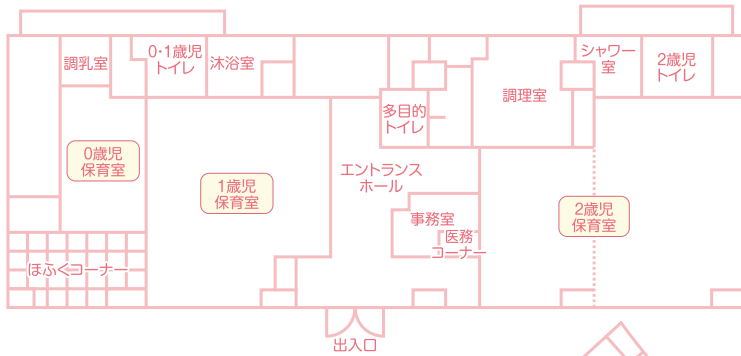 調乳室
0・1歳児
トイレ
沐浴室
シャワー
室
2歳児
トイレ
調理室
多目的
トイレ
0歳児
保育室
エントランス
ホール
1歳児
保育室
2歳児
保育室
事務室
医務
コーナー
ほふくコーナー
出入口